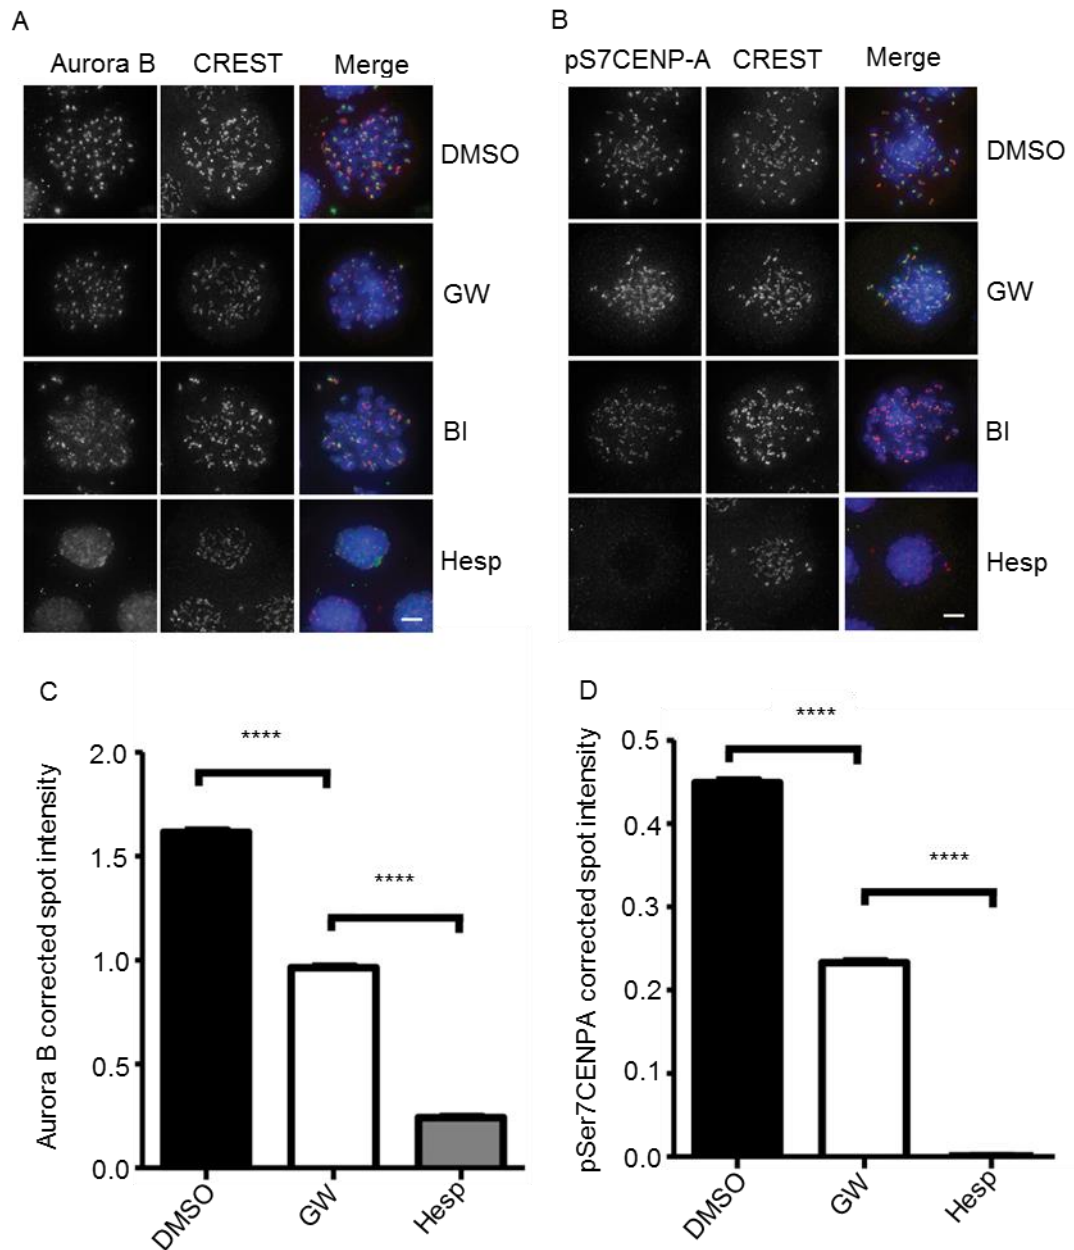 A
B
Aurora B CREST Merge
pS7CENP-A CREST Merge
DMSO
DMSO
GW
GW
BI
BI
Hesp
Hesp
C
D
****
****
****
****
Aurora B corrected spot intensity
2.0
1.5
1.0
0.5
0.0
DMSO
GW
Hesp
pSer7CENPA corrected spot intensity
0.5
0.4
0.3
0.2
0.1
0.0
DMSO
GW
Hesp